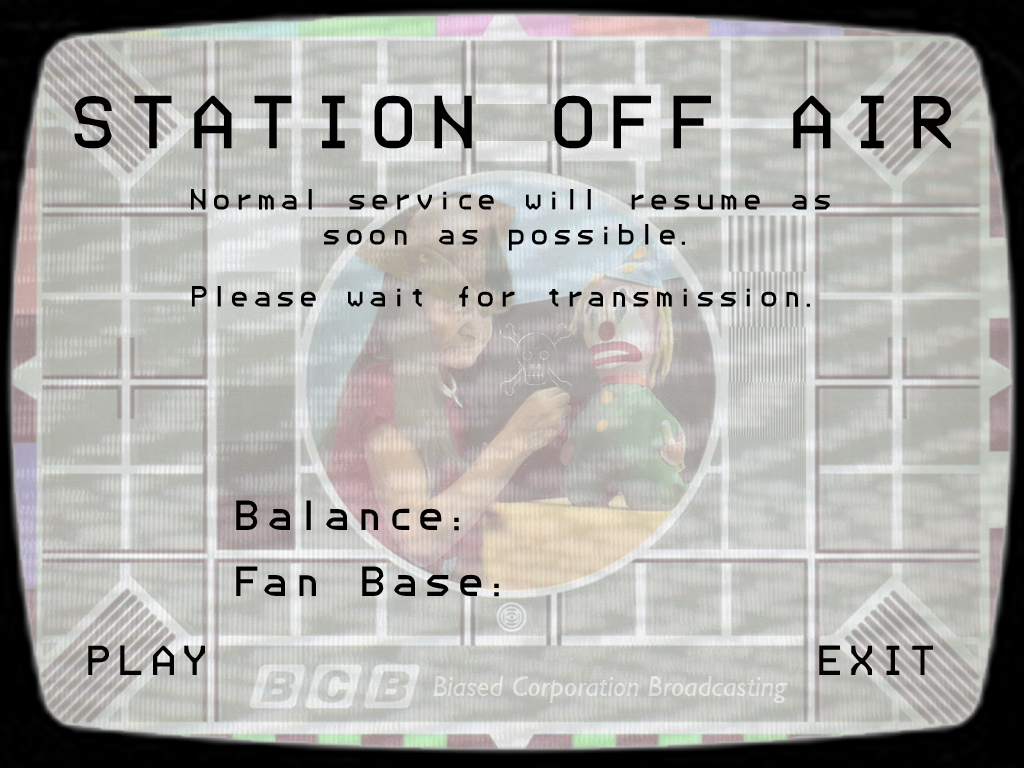 STATION OFF AIR
Normal service will resume as
soon as possible.
Please wait for transmission.
Balance:
Fan Base:
PLAY
EXIT
BCB Biased Corporation Broadcasting